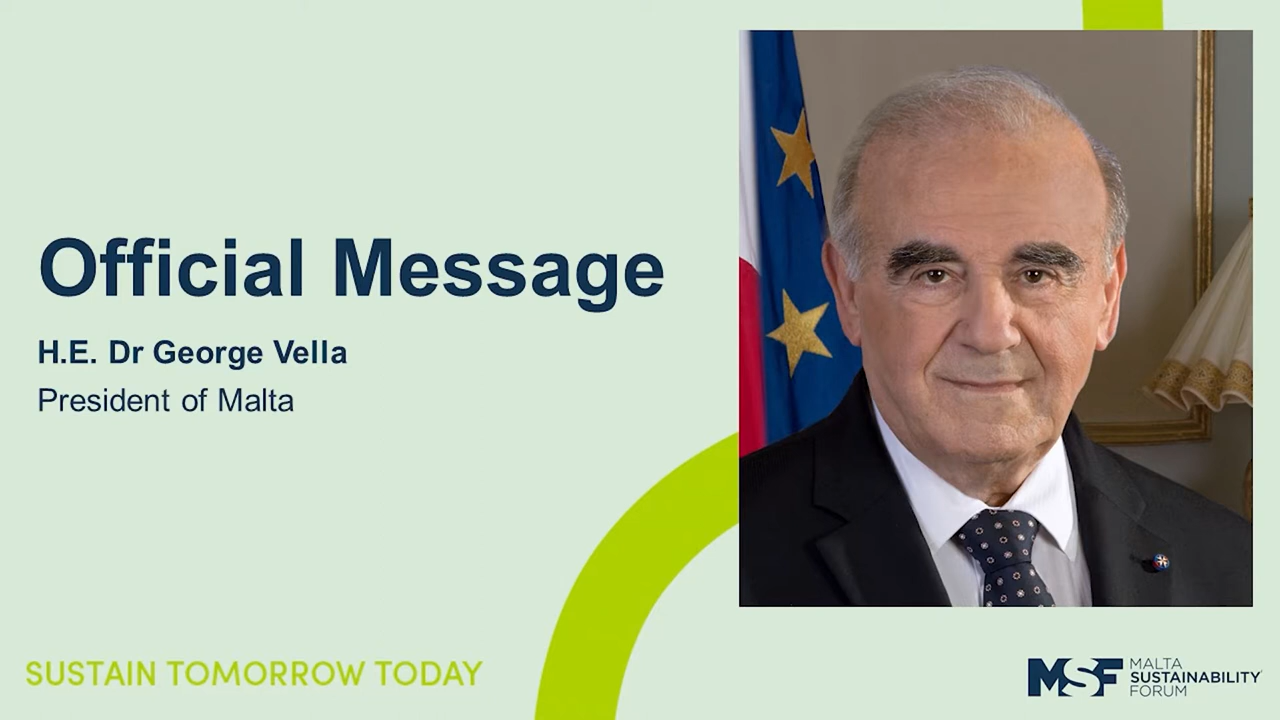 Official Message
H.E. Dr George Vella
President of Malta
SUSTAIN TOMORROW TODAY
MSF
MALTA
SUSTAINABILITY
FORUM